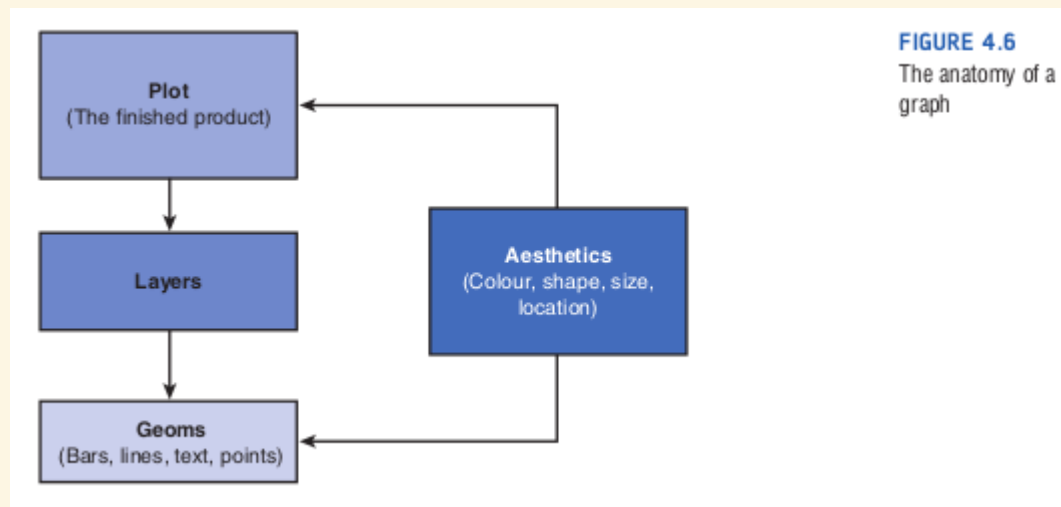 Plot
(The finished product)
Layers
Geoms
(Bars, lines, text, points)
Aesthetics
(Colour, shape, size,
location)
FIGURE 4.6
The anatomy of a
graph